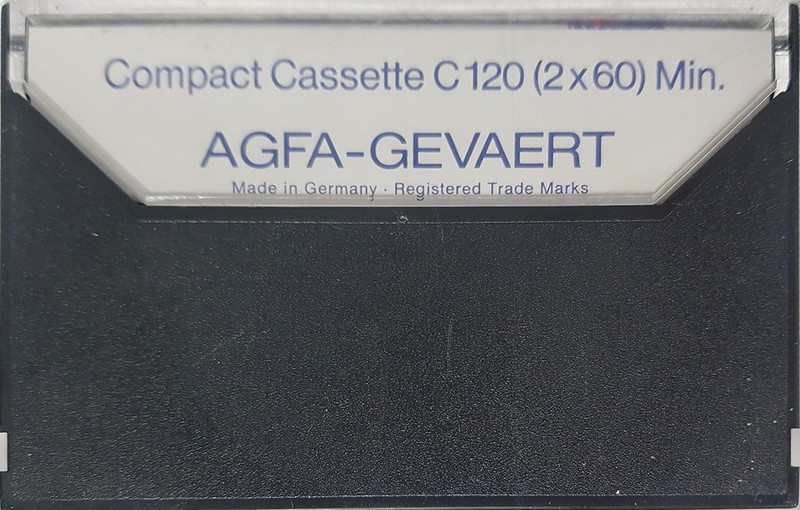 Compact Cassette C120 (2x60) Min.
AGFA-GEVAERT
Made in Germany · Registered Trade Marks